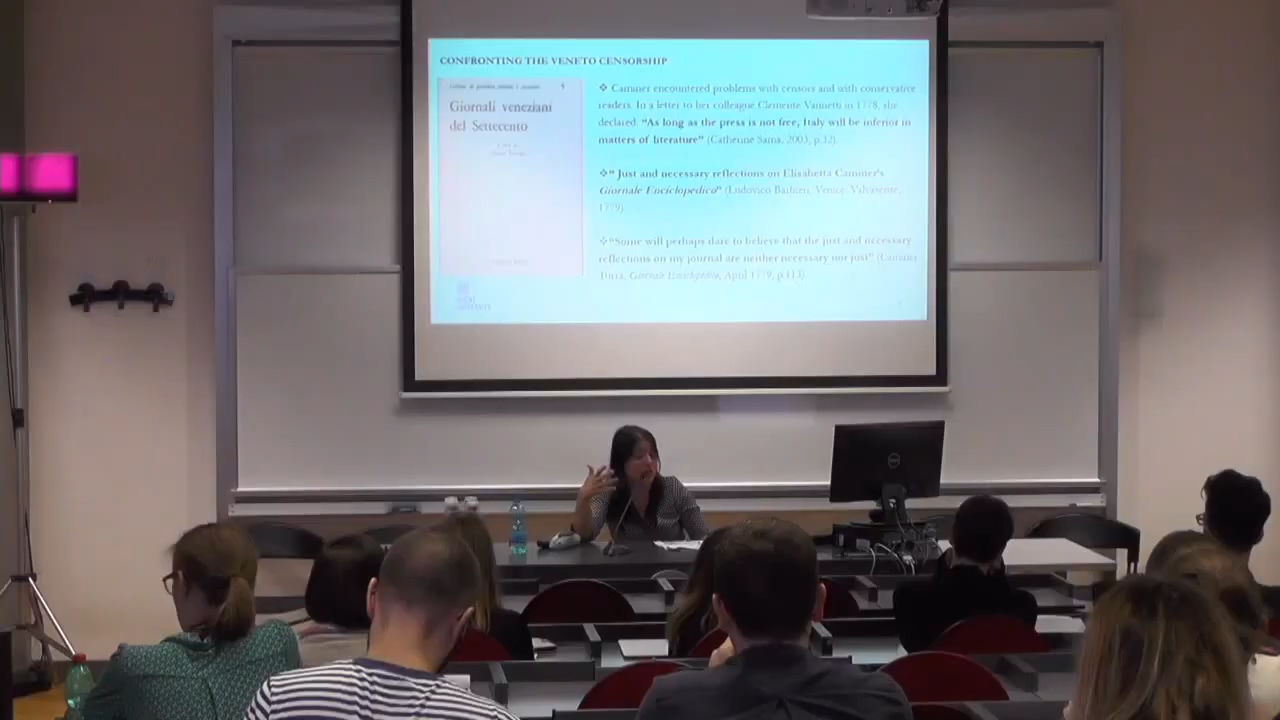 CONFRONTING THE VENETO CENSORSHIP
Giornali veneziani
del Settecento
❖ Caminer encountered problems with censors and with conservative
readers. In a letter to her colleague Clemente Vannetti in 1778, she
declared: "As long as the press is not free, Italy will be inferior in
matters of literature" (Catherine Sama, 2003, p.32).
❖" Just and necessary reflections on Elisabetta Caminer's
Giornale Enciclopedico" (Ludovico Barbieri, Venice, Valvasense,
1779)
❖"Some will perhaps dare to believe that the just and necessary
reflections on my journal are neither necessary nor just" (Caminer
Turra, Giornale Enciclopedico, April 1779, p.113).
DELL